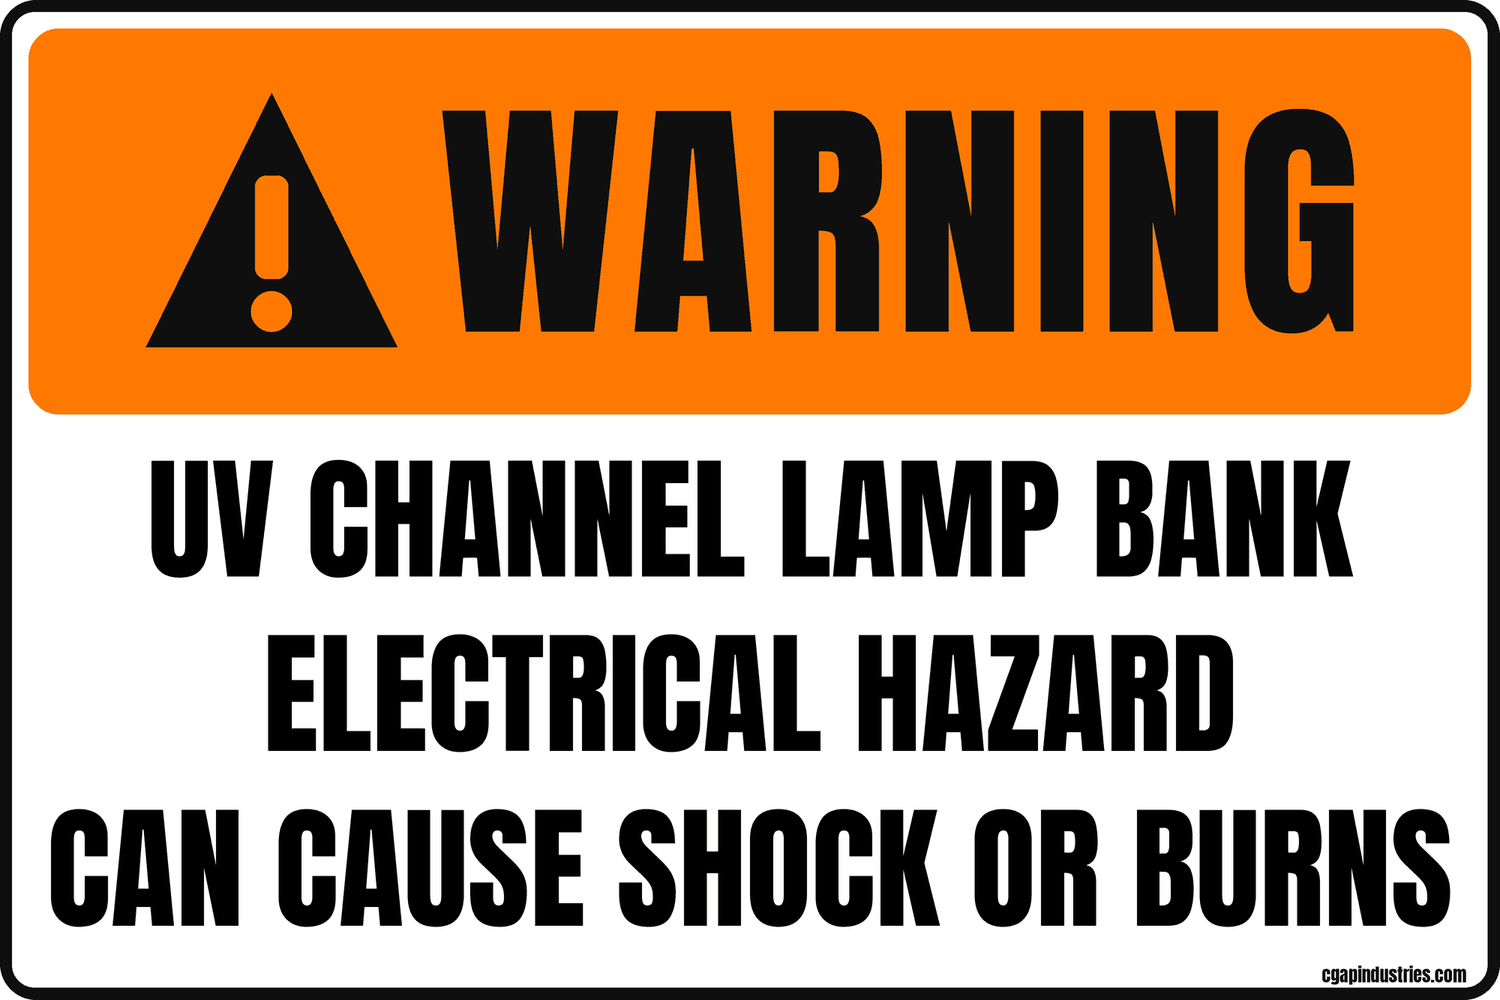 WARNING
UV CHANNEL LAMP BANK
ELECTRICAL HAZARD
CAN CAUSE SHOCK OR BURNS
cgapindustries.com